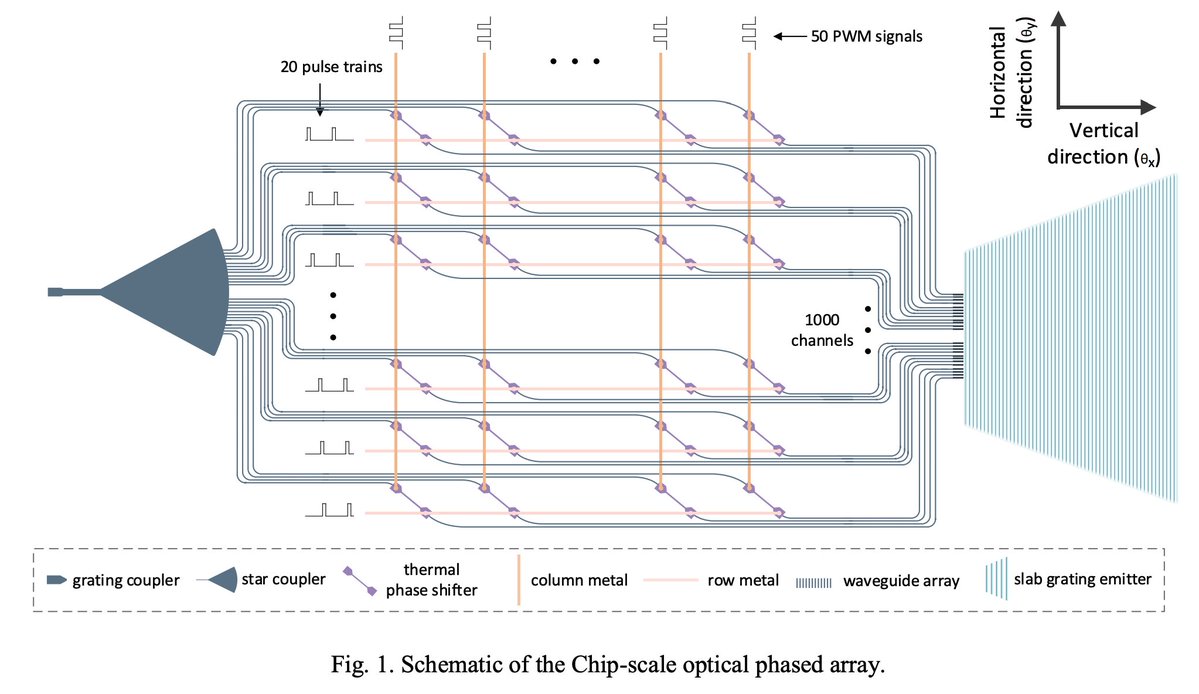 50 PWM signals
20 pulse trains
Horizontal
direction (θy)
Vertical
direction (θx)
1000
channels
grating coupler
star coupler
thermal
phase shifter
column metal
row metal
waveguide array
slab grating emitter
Fig. 1. Schematic of the Chip-scale optical phased array.